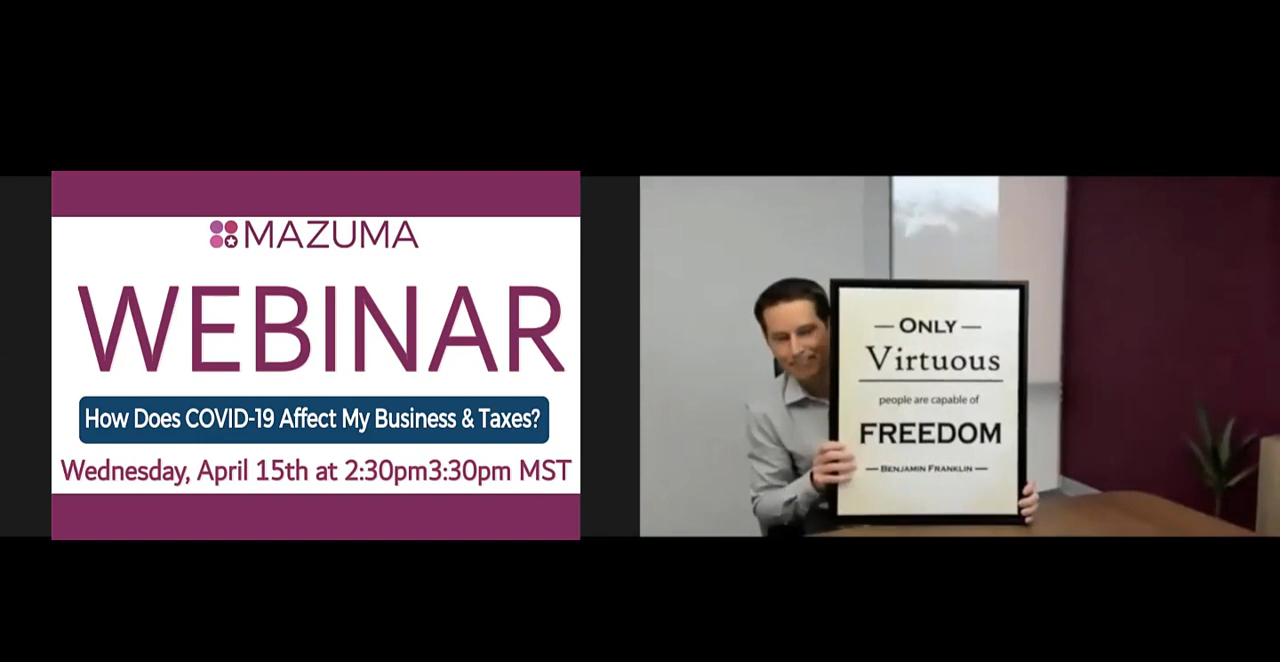 MAZUMA
WEBINAR
How Does COVID-19 Affect My Business & Taxes?
Wednesday, April 15th at 2:30pm3:30pm MST
— ONLY —
Virtuous
people are capable of
FREEDOM
— BENJAMIN FRANKLIN —